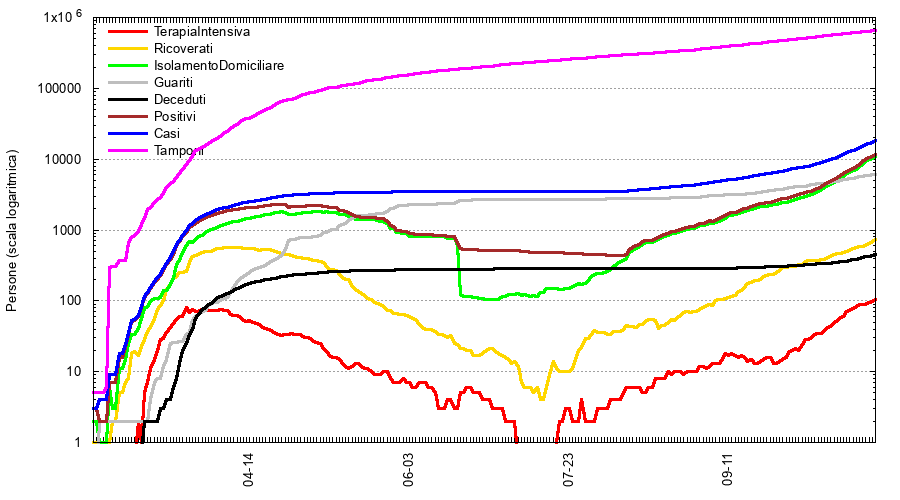 1x10 6
100000
10000
1000
100
10
1
Persone (scala logaritmica)
TerapiaIntensiva
Ricoverati
IsolamentoDomiciliare
Guariti
Deceduti
Positivi
Casi
Tamponi
04-14
06-03
07-23
09-11